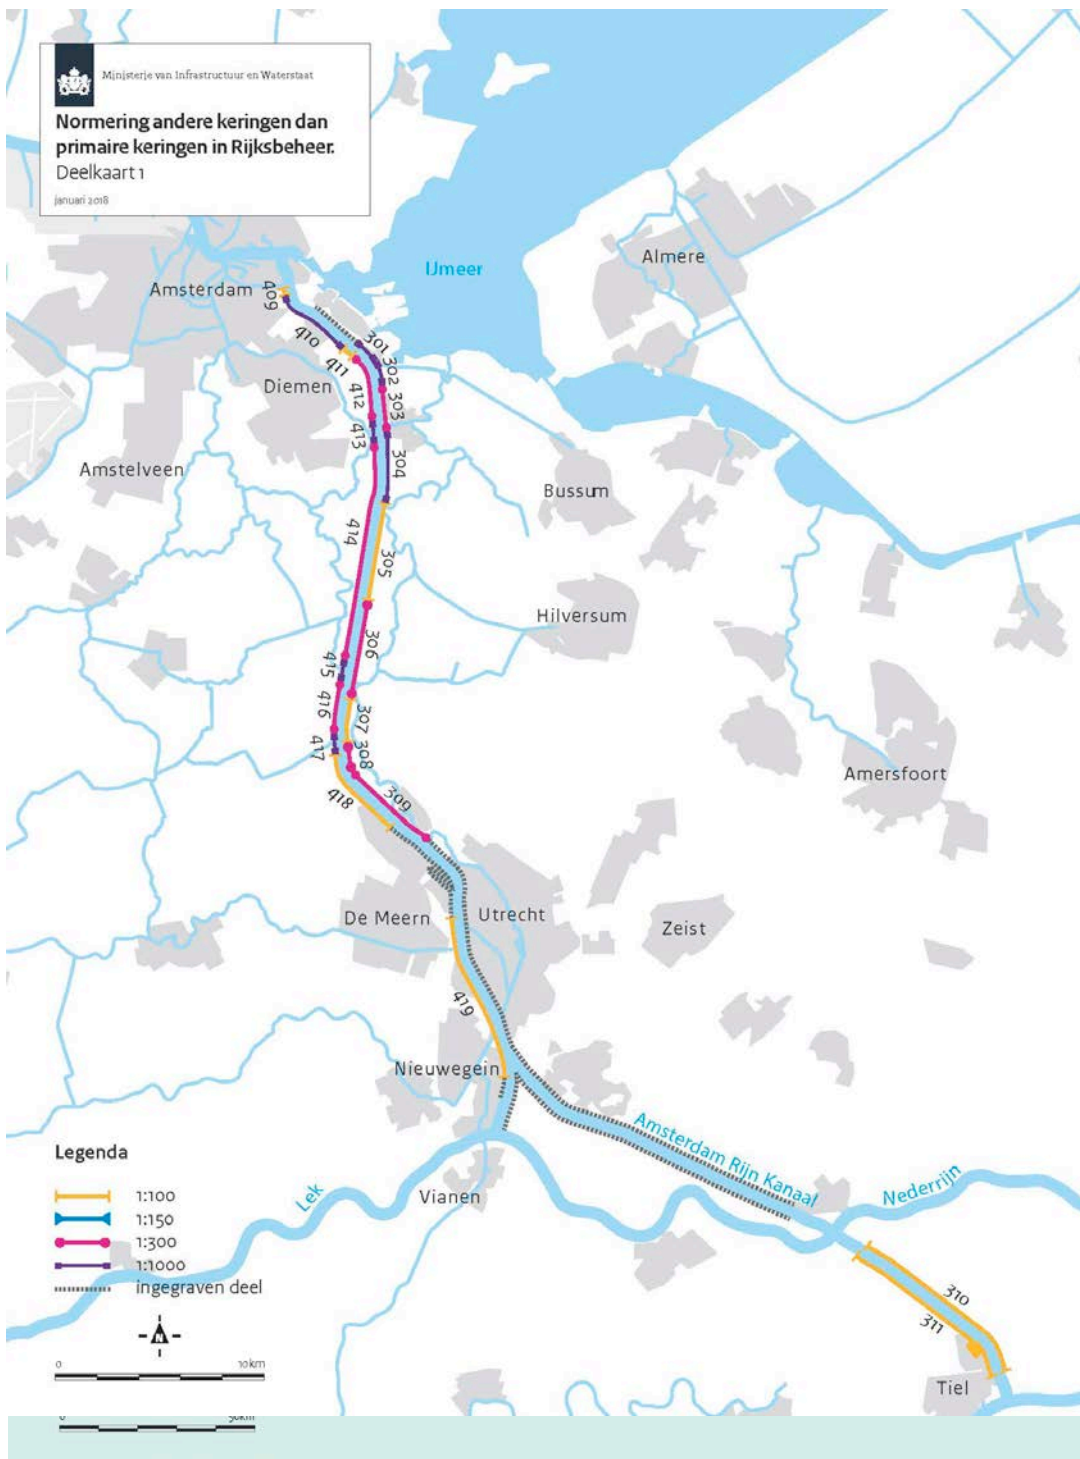 Ministerie van Infrastructuur en Waterstaat
Normering andere keringen dan
primaire keringen in Rijksbeheer.
Deelkaart 1
januari 2018
IJmeer
Almere
Amsterdam
409
410
301
411
302
Diemen
412
303
413
304
Amstelveen
Bussum
414
305
Hilversum
306
415
416
307
417
308
Amersfoort
418
309
De Meern
Utrecht
Zeist
419
Nieuwegein
Amsterdam Rijn Kanaal
Lek
Vianen
Nederrijn
310
311
Tiel
Legenda
1:100
1:150
1:300
1:1000
ingegraven deel
N
0 10km
0 50km